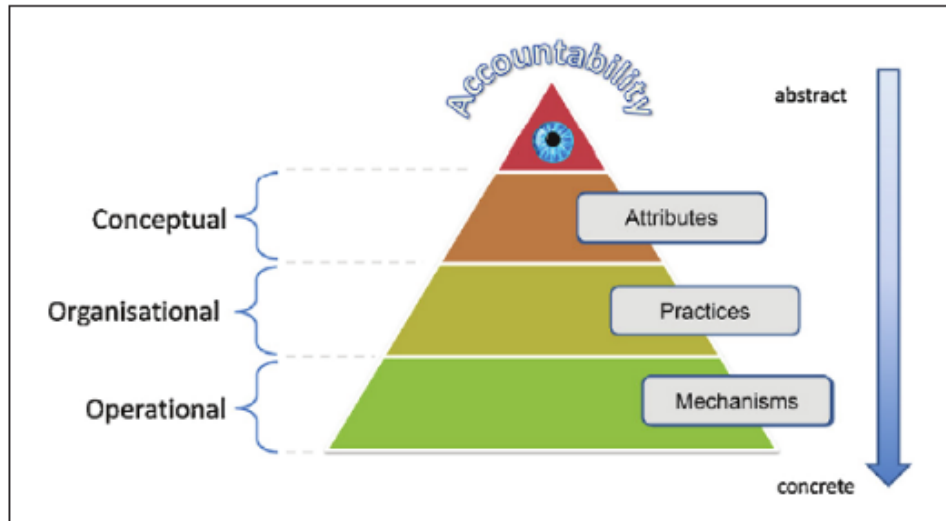 Accountability
abstract
Conceptual
Attributes
Organisational
Practices
Operational
Mechanisms
concrete